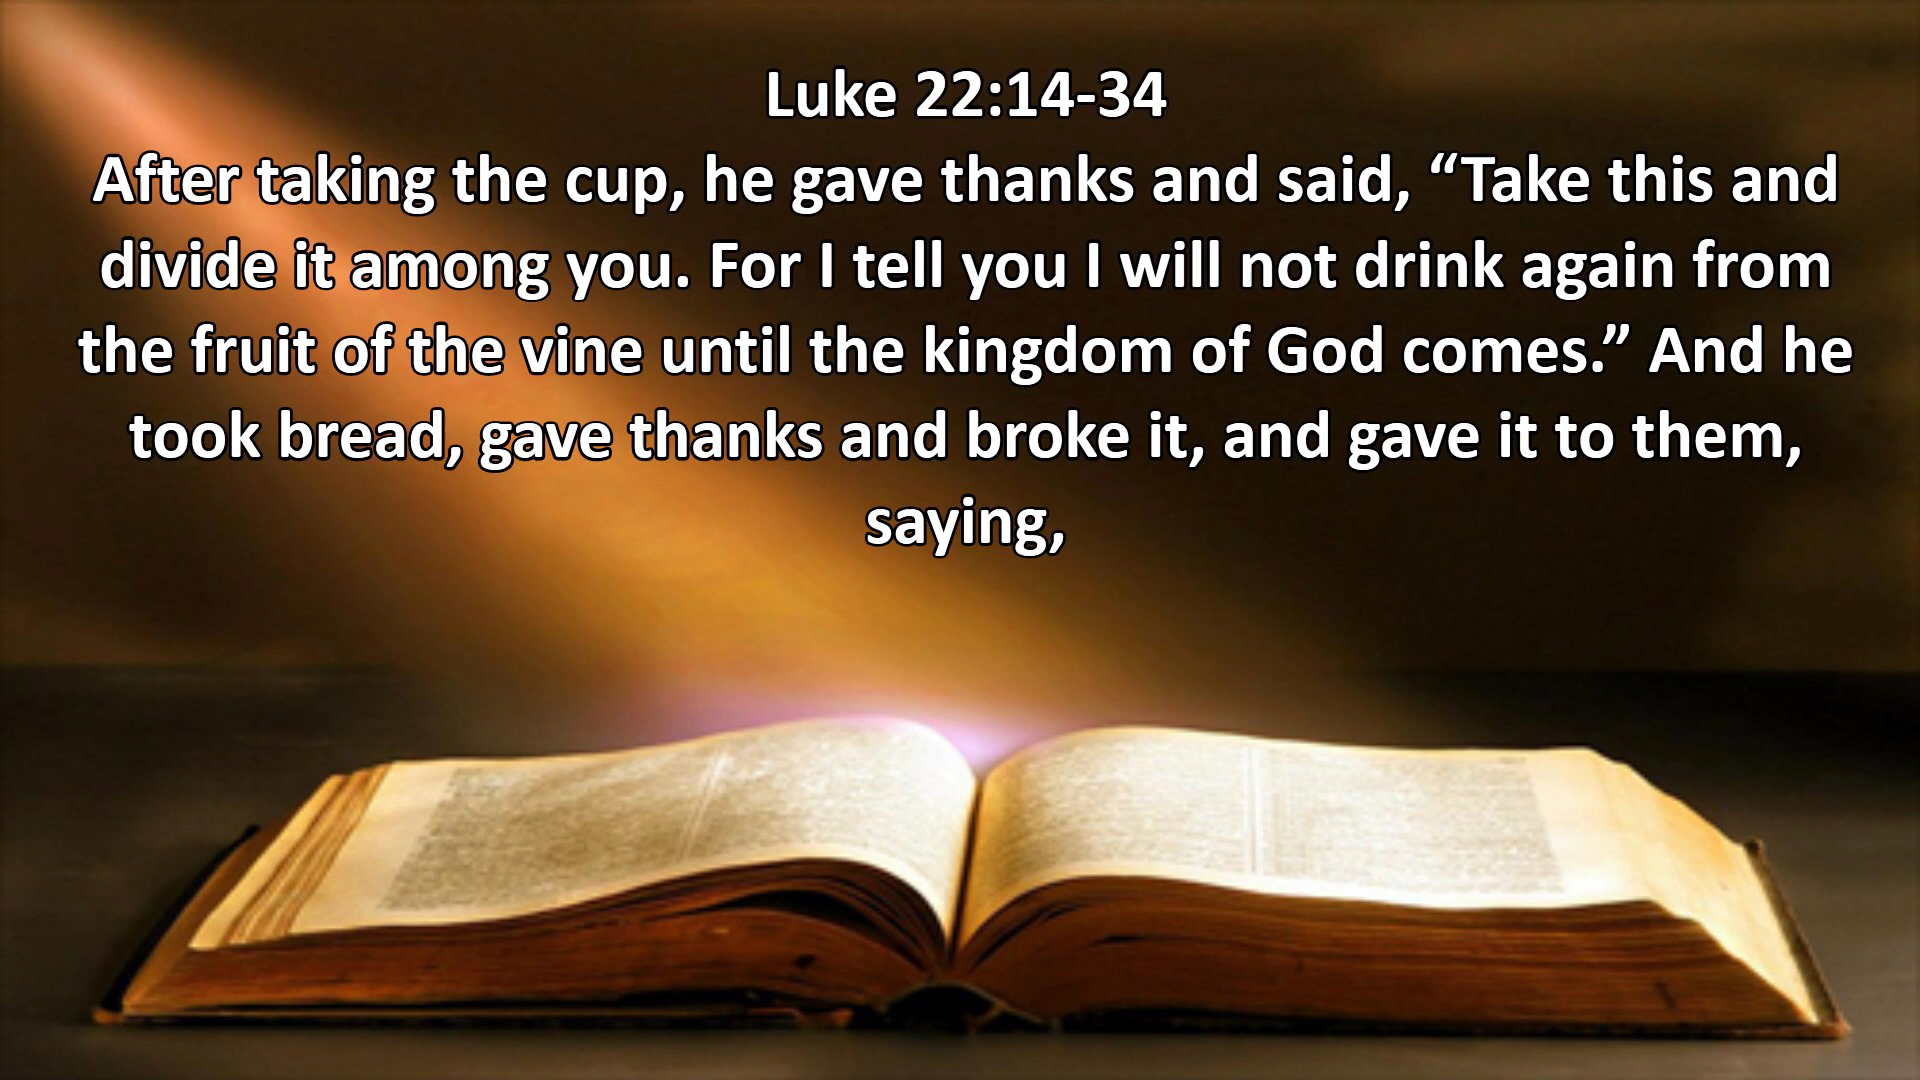 Luke 22:14-34
After taking the cup, he gave thanks and said, “Take this and
divide it among you. For I tell you I will not drink again from
the fruit of the vine until the kingdom of God comes.” And he
took bread, gave thanks and broke it, and gave it to them,
saying,